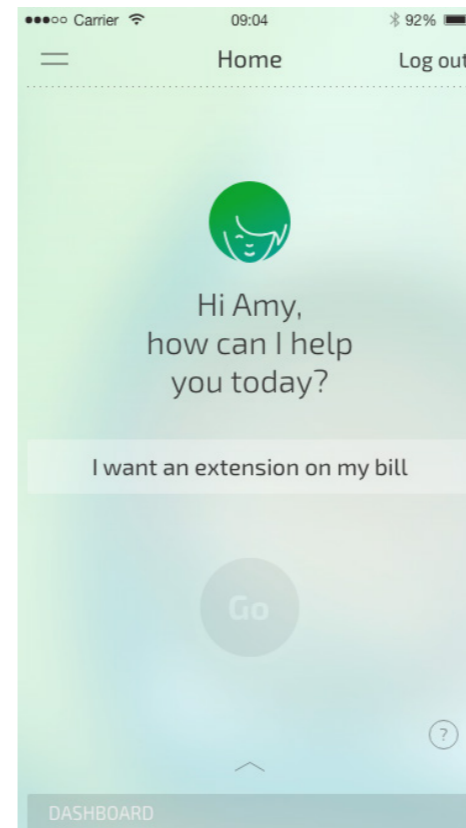 Carrier 09:04 92%
Home Log out
Hi Amy,
how can I help
you today?
I want an extension on my bill
Go
?
DASHBOARD